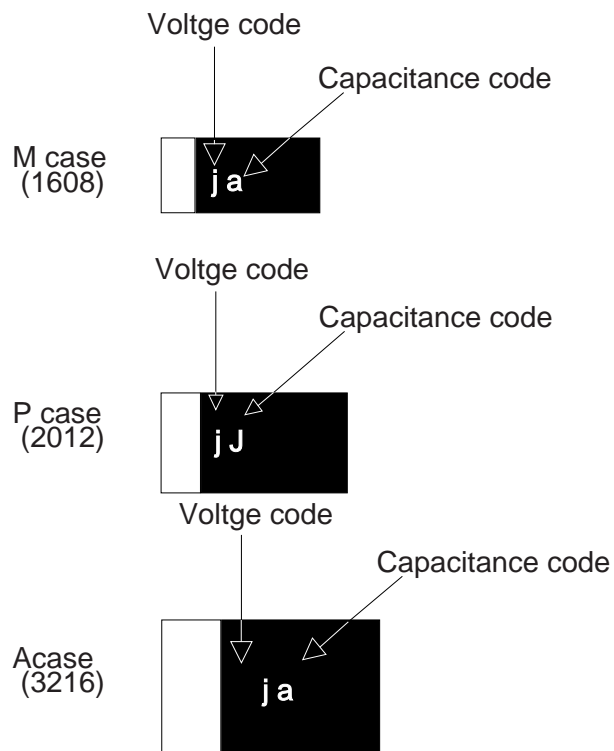 Voltge code
Capacitance code
M case
(1608)
j a
Voltge code
Capacitance code
P case
(2012)
j J
Voltge code
Capacitance code
Acase
(3216)
j a